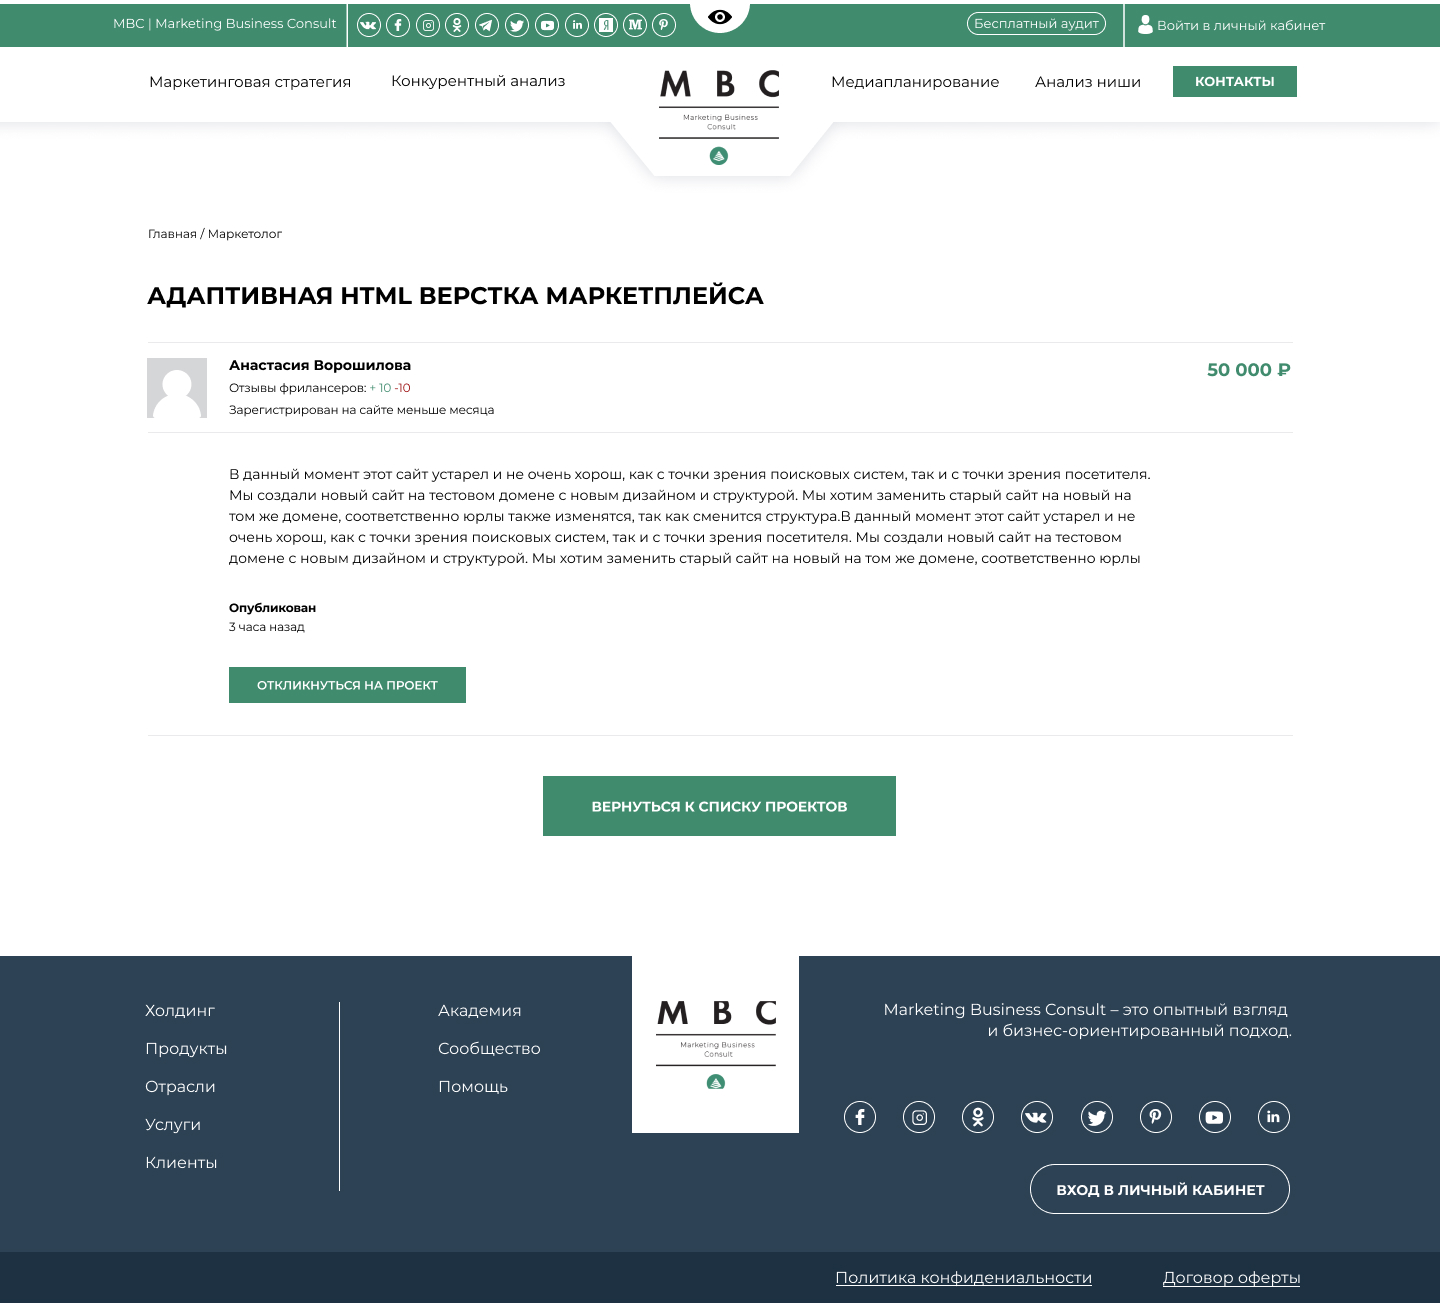 MBC | Marketing Business Consult
Бесплатный аудит
Войти в личный кабинет
Маркетинговая стратегия
Конкурентный анализ
M B C
Marketing Business
Consult
Медиапланирование
Анализ ниши
КОНТАКТЫ
Главная / Маркетолог
АДАПТИВНАЯ HTML ВЕРСТКА МАРКЕТПЛЕЙСА
Анастасия Ворошилова
50 000 ₽
Отзывы фрилансеров: + 10 -10
Зарегистрирован на сайте меньше месяца
В данный момент этот сайт устарел и не очень хорош, как с точки зрения поисковых систем, так и с точки зрения посетителя.
Мы создали новый сайт на тестовом домене с новым дизайном и структурой. Мы хотим заменить старый сайт на новый на
том же домене, соответственно юрлы также изменятся, так как сменится структура.В данный момент этот сайт устарел и не
очень хорош, как с точки зрения поисковых систем, так и с точки зрения посетителя. Мы создали новый сайт на тестовом
домене с новым дизайном и структурой. Мы хотим заменить старый сайт на новый на том же домене, соответственно юрлы
Опубликован
3 часа назад
ОТКЛИКНУТЬСЯ НА ПРОЕКТ
ВЕРНУТЬСЯ К СПИСКУ ПРОЕКТОВ
Холдинг
Продукты
Отрасли
Услуги
Клиенты
Академия
Сообщество
Помощь
M B C
Marketing Business
Consult
Marketing Business Consult – это опытный взгляд
и бизнес-ориентированный подход.
ВХОД В ЛИЧНЫЙ КАБИНЕТ
Политика конфидениальности
Договор оферты